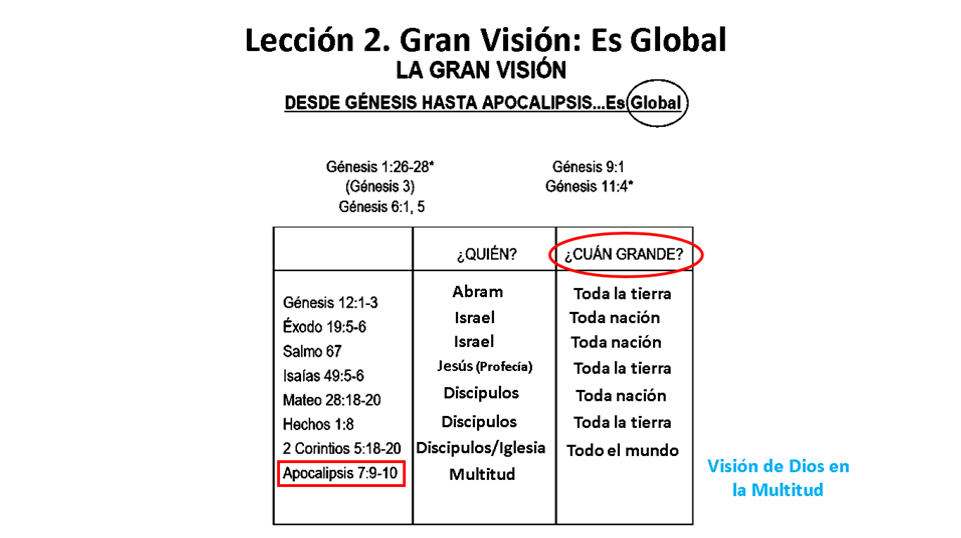 Lección 2. Gran Visión: Es Global
LA GRAN VISIÓN
DESDE GÉNESIS HASTA APOCALIPSIS...Es Global
Génesis 1:26-28* Génesis 9:1
(Génesis 3) Génesis 11:4*
Génesis 6:1, 5
¿QUIÉN? ¿CUÁN GRANDE?
Génesis 12:1-3 Abram Toda la tierra
Éxodo 19:5-6 Israel Toda nación
Salmo 67 Israel Toda nación
Isaías 49:5-6 Jesús (Profecía) Toda la tierra
Mateo 28:18-20 Discipulos Toda nación
Hechos 1:8 Discipulos Toda la tierra
2 Corintios 5:18-20 Discipulos/Iglesia Todo el mundo
Apocalipsis 7:9-10 Multitud
Visión de Dios en
la Multitud